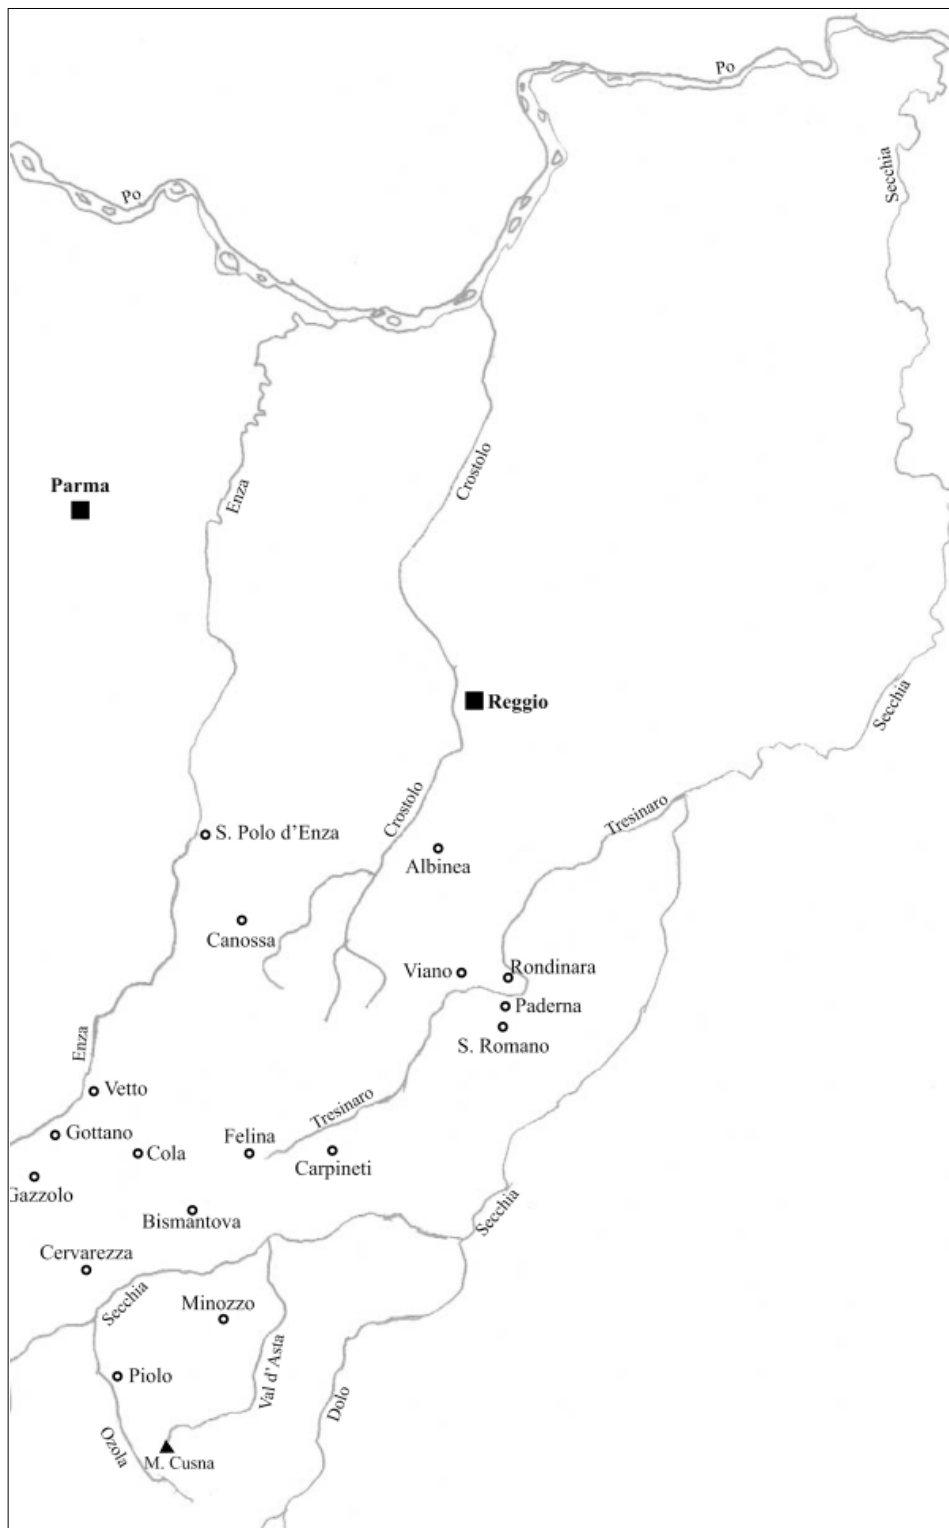 Po
Po
Secchia
Parma
Enza
Crostolo
Reggio
Secchia
Crostolo
Tresinaro
S. Polo d’Enza
Albinea
Canossa
Viano
Rondinara
Paderna
S. Romano
Enza
Vetto
Tresinaro
Gottano
Cola
Felina
Carpineti
Gazzolo
Bismantova
Secchia
Cervarezza
Secchia
Minozzo
Val d’Asta
Piolo
Dolo
Ozola
M. Cusna